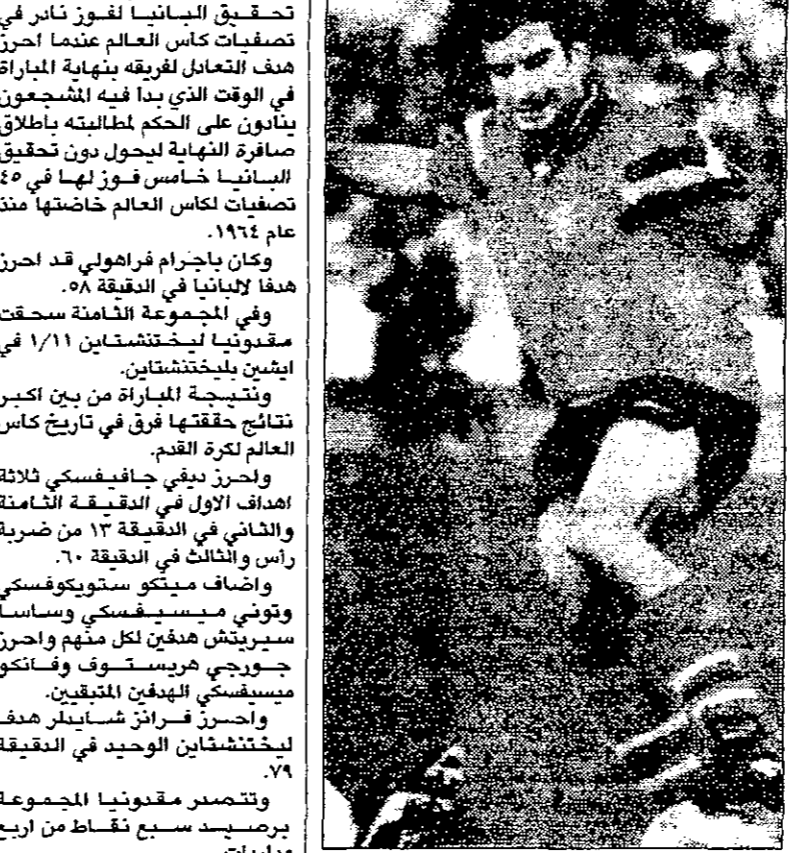 تحقيق البانيا لفوز نادر في
تصفيات كأس العالم عندما احرز
هدف التعادل لفريقه بنهاية المباراة
في الوقت الذي بدا فيه المشجعون
ينادون على الحكم لمطالبته باطلاق
صافرة النهاية ليحول دون تحقيق
البانيا خامس فوز لها في ٤٥
تصفيات لكاس العالم خاضتها منذ
عام ١٩٦٤.
وكان باجرام فراهولي قد احرز
هدفا لالبانيا في الدقيقة ٥٨.
وفي المجموعة الثامنة سحقت
مقدونيا ليختنشتاين ١/١١ في
ايشين بليختنشتاين.
ونتيجة المباراة من بين اكبر
نتائج حققتها فرق في تاريخ كأس
العالم لكرة القدم.
واحرز ديفي جافيفسكي ثلاثة
اهداف الاول في الدقيقة الثامنة
والثاني في الدقيقة ١٣ من ضربة
رأس والثالث في الدقيقة ٦٠.
واضاف ميتكو ستويكوفسكي
وتوني ميسيفسكي وساسا
سيريتش هدفين لكل منهم واحرز
جورجي هريستوف وفانكو
ميسيفسكي الهدفين المتبقيين.
واحرز فرانز شايدلر هدف
ليختنشتاين الوحيد في الدقيقة
٧٩.
وتتصدر مقدونيا المجموعة
برصيد سبع نقاط من اربع